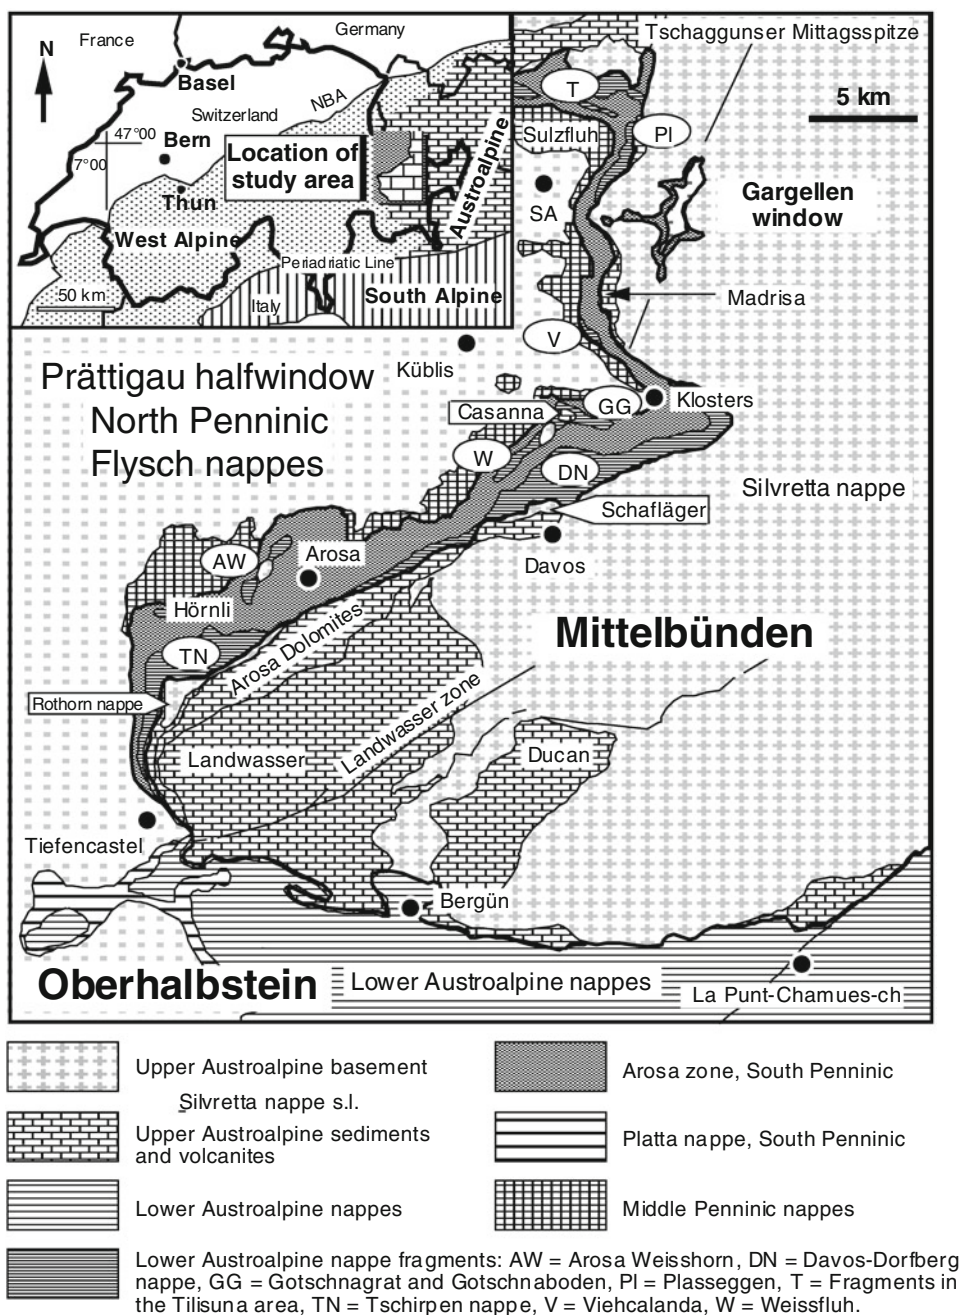 France
Germany
N
Basel
Switzerland
NBA
47°00
7°00
Bern
Location of
study area
Thun
West Alpine
Austroalpine
Periadriatic Line
50 km
Italy
South Alpine
Tschaggunser Mittagsspitze
T
5 km
Sulzfluh
PI
SA
Gargellen
window
Madrisa
V
Küblis
Prättigau halfwindow
North Penninic
Flysch nappes
Casanna
GG
Klosters
W
DN
Silvretta nappe
Schafläger
Davos
AW
Arosa
Hörnli
TN
Arosa Dolomites
Mittelbünden
Rothorn nappe
Landwasser
Landwasser zone
Ducan
Tiefencastel
Bergün
Oberhalbstein
Lower Austroalpine nappes
La Punt-Chamues-ch
Upper Austroalpine basement
Silvretta nappe s.l.
Upper Austroalpine sediments
and volcanites
Lower Austroalpine nappes
Arosa zone, South Penninic
Platta nappe, South Penninic
Middle Penninic nappes
Lower Austroalpine nappe fragments: AW = Arosa Weisshorn, DN = Davos-Dorfberg
nappe, GG = Gotschnagrat and Gotschnaboden, PI = Plasseggen, T = Fragments in
the Tilisuna area, TN = Tschirpen nappe, V = Viehcalanda, W = Weissfluh.